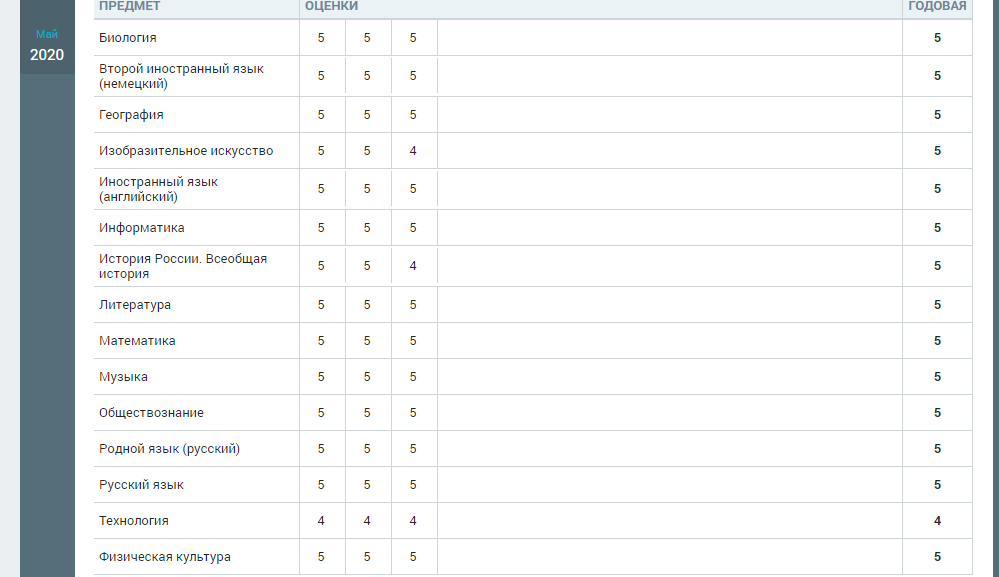 ПРЕДМЕТ ОЦЕНКИ ГОДОВАЯ
Май
2020
Биология 5 5 5 5
Второй иностранный язык
(немецкий) 5 5 5 5
География 5 5 5 5
Изобразительное искусство 5 5 4 5
Иностранный язык
(английский) 5 5 5 5
Информатика 5 5 5 5
История России. Всеобщая
история 5 5 4 5
Литература 5 5 5 5
Математика 5 5 5 5
Музыка 5 5 5 5
Обществознание 5 5 5 5
Родной язык (русский) 5 5 5 5
Русский язык 5 5 5 5
Технология 4 4 4 4
Физическая культура 5 5 5 5